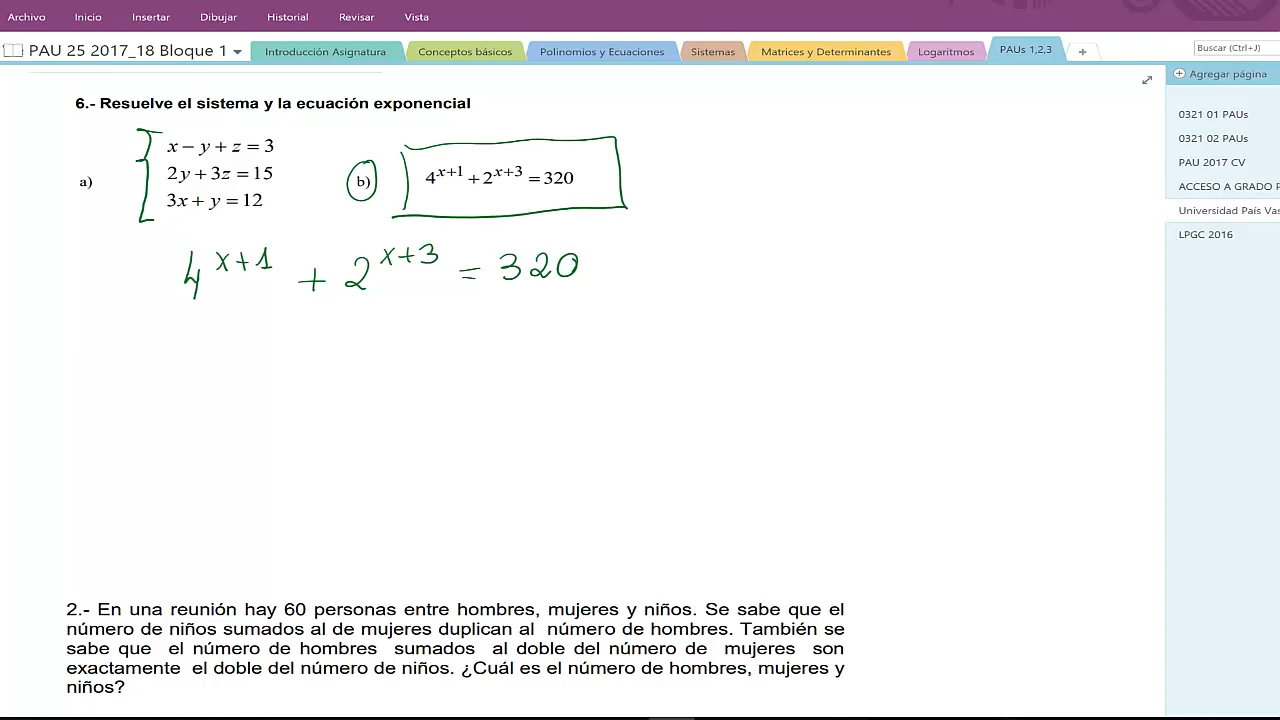 Archivo Inicio Insertar Dibujar Historial Revisar Vista
PAU 25 2017_18 Bloque 1 Introducción Asignatura Conceptos básicos Polinomios y Ecuaciones Sistemas Matrices y Determinantes Logaritmos PAUs 1,2,3 + Buscar (Ctrl+J)
Agregar página
0321 01 PAUs
0321 02 PAUs
PAU 2017 CV
ACCESO A GRADO P
Universidad País Vas
LPGC 2016
6.- Resuelve el sistema y la ecuación exponencial
a)
x − y + z = 3
2y + 3z = 15
3x + y = 12
b) 4^{x+1} + 2^{x+3} = 320
4^{x+1} + 2^{x+3} = 320
2.- En una reunión hay 60 personas entre hombres, mujeres y niños. Se sabe que el
número de niños sumados al de mujeres duplican al número de hombres. También se
sabe que el número de hombres sumados al doble del número de mujeres son
exactamente el doble del número de niños. ¿Cuál es el número de hombres, mujeres y
niños?